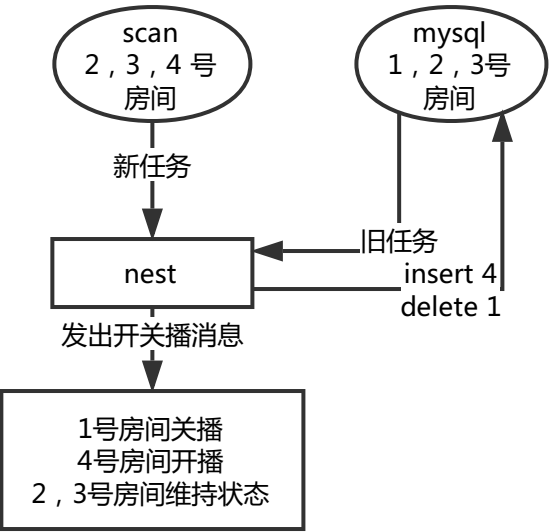 scan
2，3，4 号
房间
mysql
1，2，3号
房间
新任务
旧任务
nest
insert 4
delete 1
发出开关播消息
1号房间关播
4号房间开播
2，3号房间维持状态